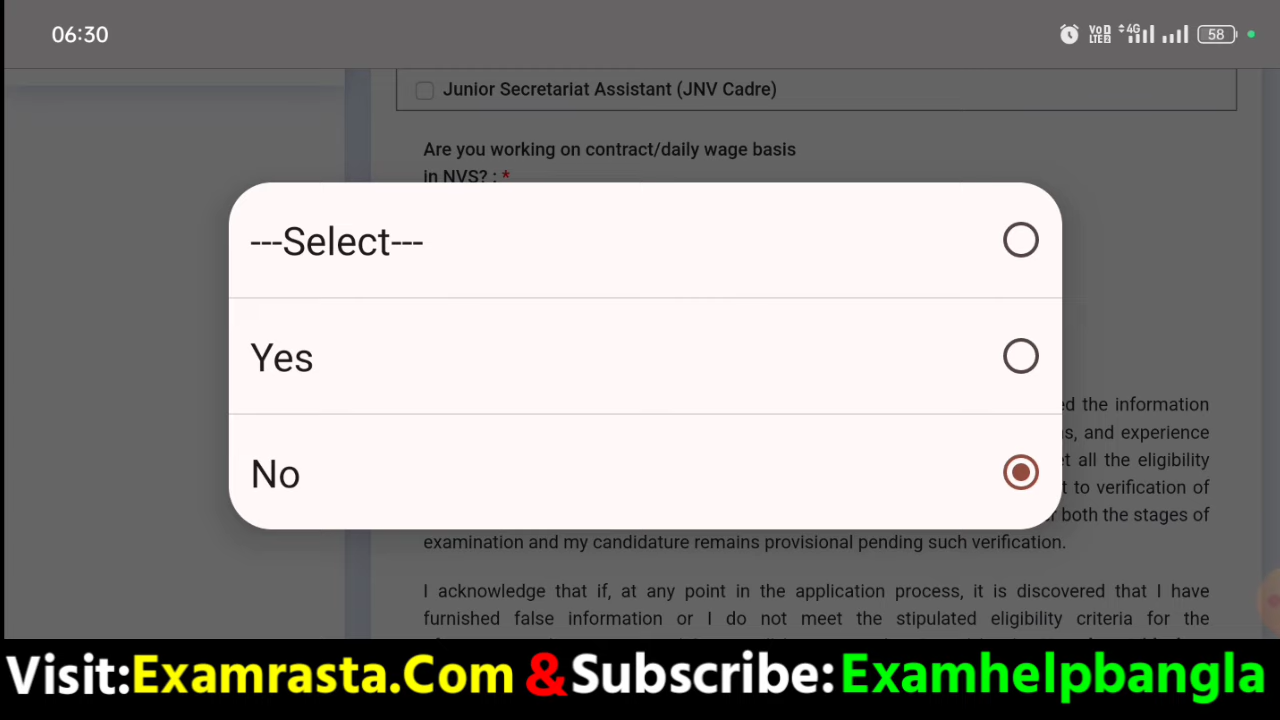 06:30
Vo LTE2 4G 58
Junior Secretariat Assistant (JNV Cadre)
Are you working on contract/daily wage basis
in NVS? : *
---Select---
Yes
No
the information
and experience
all the eligibility
to verification of
both the stages of
examination and my candidature remains provisional pending such verification.
I acknowledge that if, at any point in the application process, it is discovered that I have
furnished false information or I do not meet the stipulated eligibility criteria for the
Visit:Examrasta.Com &Subscribe:Examhelpbangla